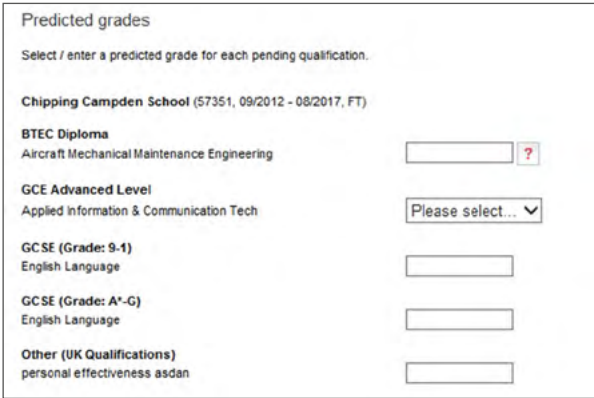 Predicted grades
Select / enter a predicted grade for each pending qualification.
Chipping Campden School (57351, 09/2012 - 08/2017, FT)
BTEC Diploma
Aircraft Mechanical Maintenance Engineering
?
GCE Advanced Level
Applied Information & Communication Tech
Please select...
GCSE (Grade: 9-1)
English Language
GCSE (Grade: A*-G)
English Language
Other (UK Qualifications)
personal effectiveness asdan